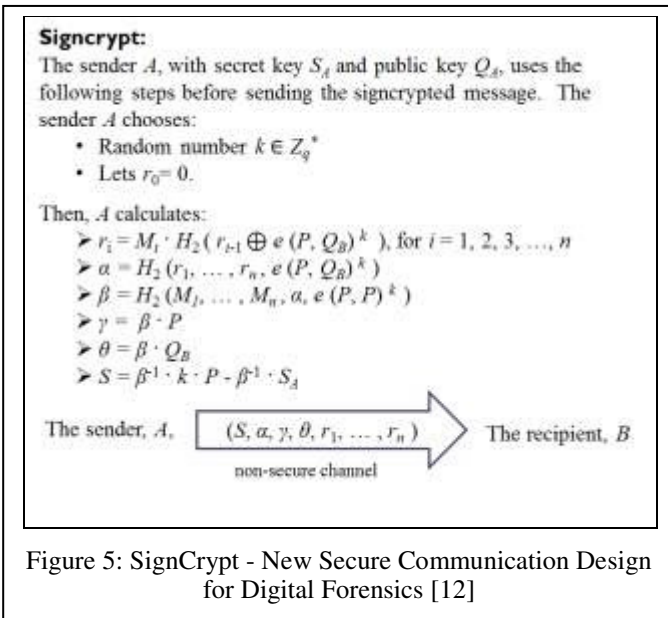 Signcrypt:
The sender A, with secret key S_A and public key Q_A, uses the
following steps before sending the signcrypted message. The
sender A chooses:
• Random number k ∈ Z_q*
• Lets r_0 = 0.
Then, A calculates:
➤ r_i = M_i · H_2 ( r_{i-1} ⊕ e (P, Q_B) ^k ), for i = 1, 2, 3, …, n
➤ α = H_2 (r_1, … , r_n, e (P, Q_B) ^k )
➤ β = H_2 (M_1, … , M_n, α, e (P, P) ^k )
➤ γ = β · P
➤ θ = β · Q_B
➤ S = β^-1 · k · P - β^-1 · S_A
The sender, A, (S, α, γ, θ, r_1, … , r_n ) The recipient, B
non-secure channel
Figure 5: SignCrypt - New Secure Communication Design
for Digital Forensics [12]